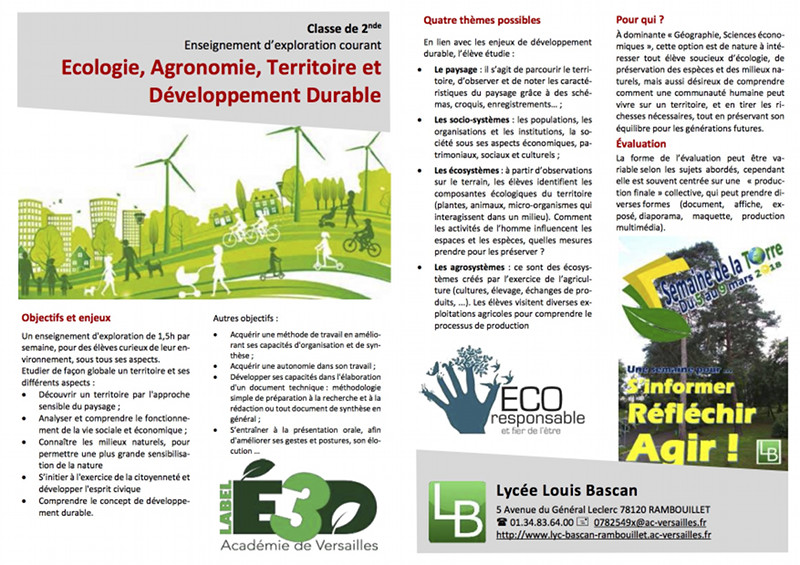 Classe de 2nde
Enseignement d'exploration courant
Ecologie, Agronomie, Territoire et
Développement Durable
Objectifs et enjeux
Un enseignement d'exploration de 1,5h par
semaine, pour des élèves curieux de leur en-
vironnement, sous tous ses aspects.
Etudier de façon globale un territoire et ses
différents aspects :
• Découvrir un territoire par l'approche
sensible du paysage ;
• Analyser et comprendre le fonctionne-
ment de la vie sociale et économique ;
• Connaître les milieux naturels, pour
permettre une plus grande sensibilisa-
tion de la nature
• S'initier à l'exercice de la citoyenneté et
développer l'esprit civique
• Comprendre le concept de développe-
ment durable.
Autres objectifs :
• Acquérir une méthode de travail en amélio-
rant ses capacités d'organisation et de syn-
thèse ;
• Acquérir une autonomie dans son travail ;
• Développer ses capacités dans l'élaboration
d'un document technique : méthodologie
simple de préparation à la recherche et à la
rédaction ou tout document de synthèse en
général ;
• S'entraîner à la présentation orale, afin
d'améliorer ses gestes et postures, son élo-
cution ...
LABEL
E3D
Académie de Versailles
Quatre thèmes possibles
En lien avec les enjeux de développement
durable, l'élève étudie :
• Le paysage : il s'agit de parcourir le terri-
toire, d'observer et de noter les caracté-
ristiques du paysage grâce à des sché-
mas, croquis, enregistrements... ;
• Les socio-systèmes : les populations, les
organisations et les institutions, la so-
ciété sous ses aspects économiques, pa-
trimoniaux, sociaux et culturels ;
• Les écosystèmes : à partir d'observations
sur le terrain, les élèves identifient les
composantes écologiques du territoire
(plantes, animaux, micro-organismes qui
interagissent dans un milieu). Comment
les activités de l'homme influencent les
espaces et les espèces, quelles mesures
prendre pour les préserver ?
• Les agrosystèmes : ce sont des écosys-
tèmes créés par l'exercice de l'agricul-
ture (cultures, élevage, échanges de pro-
duits, ...). Les élèves visitent diverses ex-
ploitations agricoles pour comprendre le
processus de production
ECO
responsable
et fier de l'être
Pour qui ?
À dominante « Géographie, Sciences écono-
miques », cette option est de nature à inté-
resser tout élève soucieux d'écologie, de
préservation des espèces et des milieux na-
turels, mais aussi désireux de comprendre
comment une communauté humaine peut
vivre sur un territoire, et en tirer les ri-
chesses nécessaires, tout en préservant son
équilibre pour les générations futures.
Évaluation
La forme de l'évaluation peut être va-
riable selon les sujets abordés, cependant
elle est souvent centrée sur une « produc-
tion finale » collective, qui peut prendre di-
verses formes (document, affiche, ex-
posé, diaporama, maquette, production
multimédia).
Semaine de la Terre
Du 5 au 9 mars 2018
Une semaine pour ...
S'informer
Réfléchir
Agir !
LB
LB
Lycée Louis Bascan
5 Avenue du Général Leclerc 78120 RAMBOUILLET
☎ 01.34.83.64.00 🖃 0782549x@ac-versailles.fr
http://www.lyc-bascan-rambouillet.ac-versailles.fr